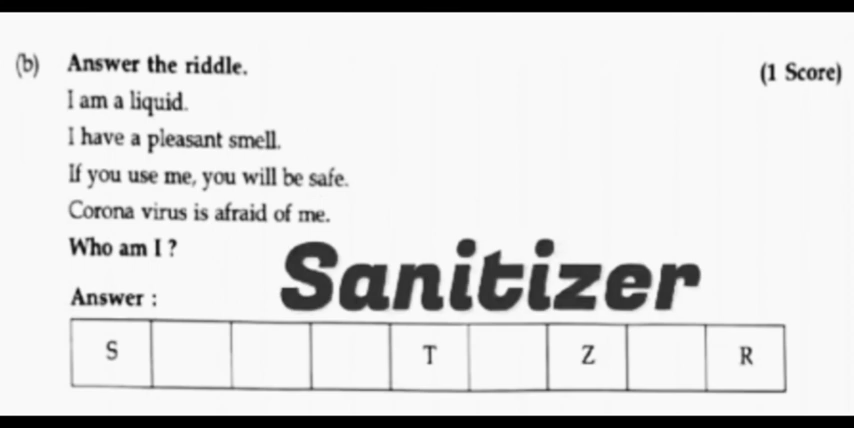 (b) Answer the riddle. (1 Score)
I am a liquid.
I have a pleasant smell.
If you use me, you will be safe.
Corona virus is afraid of me.
Who am I ?
Sanitizer
Answer :
S T Z R